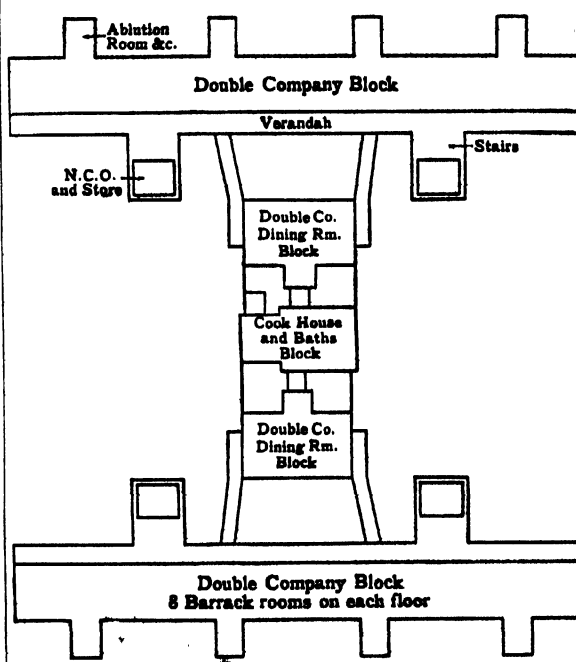 Ablution
Room &c.
Double Company Block
Verandah
N.C.O.
and Store
Stairs
Double Co.
Dining Rm.
Block
Cook House
and Baths
Block
Double Co.
Dining Rm.
Block
Double Company Block
8 Barrack rooms on each floor